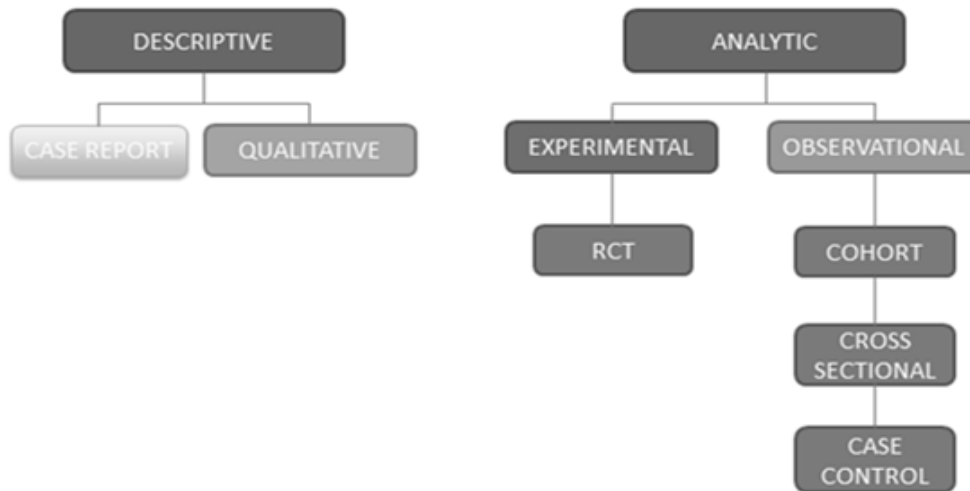 DESCRIPTIVE
ANALYTIC
CASE REPORT
QUALITATIVE
EXPERIMENTAL
OBSERVATIONAL
RCT
COHORT
CROSS
SECTIONAL
CASE
CONTROL